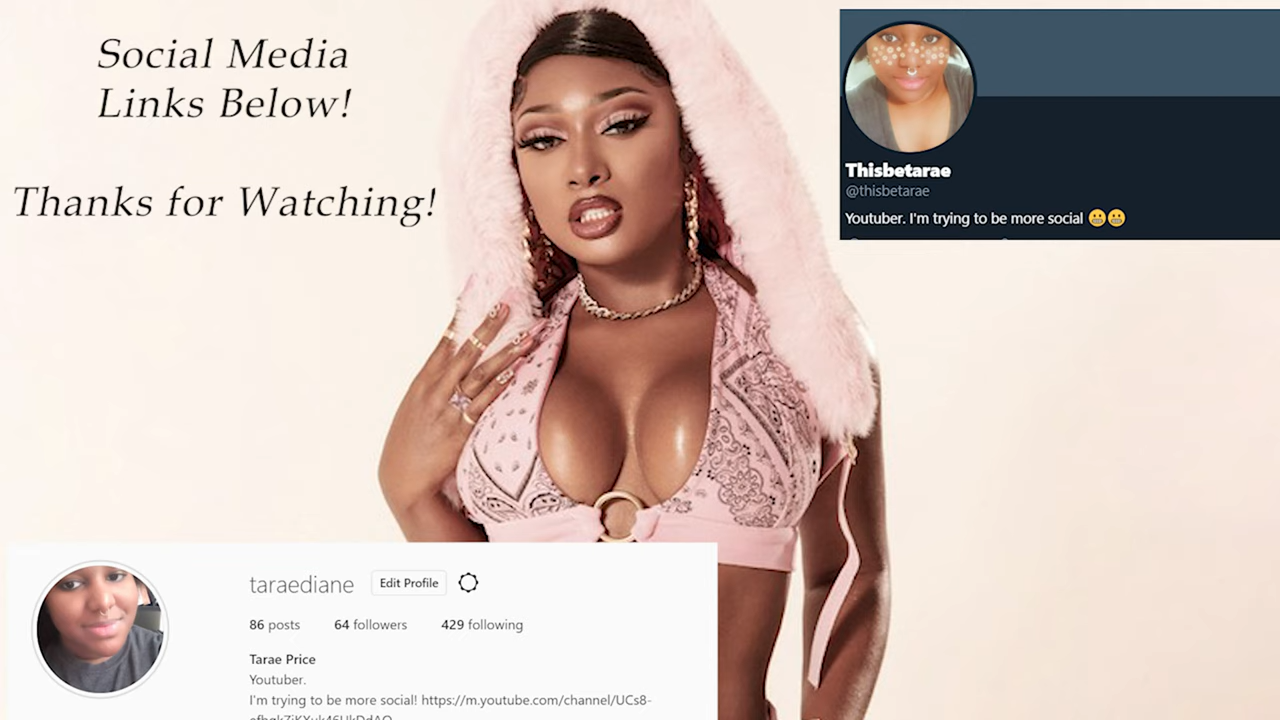 Social Media
Links Below!
Thanks for Watching!
Thisbetarae
@thisbetarae
Youtuber. I'm trying to be more social 😬😬
taraediane Edit Profile
86 posts 64 followers 429 following
Tarae Price
Youtuber.
I'm trying to be more social! https://m.youtube.com/channel/UCs8-